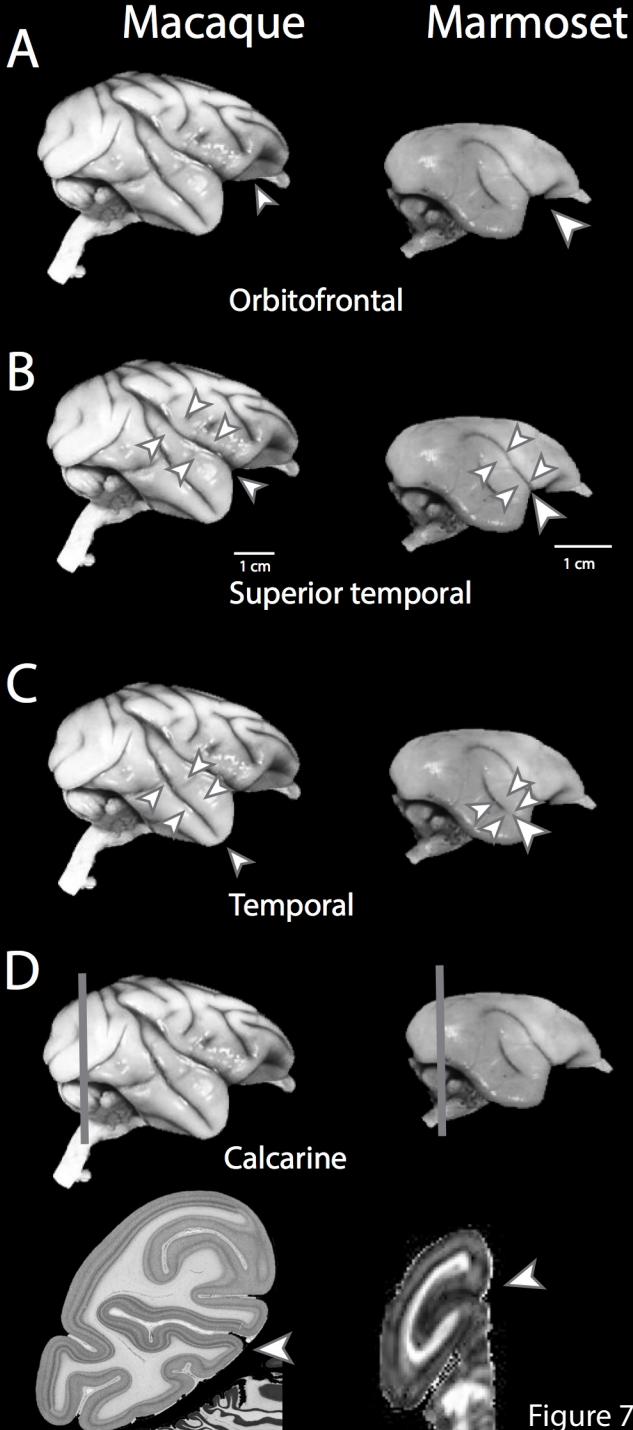 Macaque Marmoset
A
Orbitofrontal
B
1 cm 1 cm
Superior temporal
C
Temporal
D
Calcarine
Figure 7